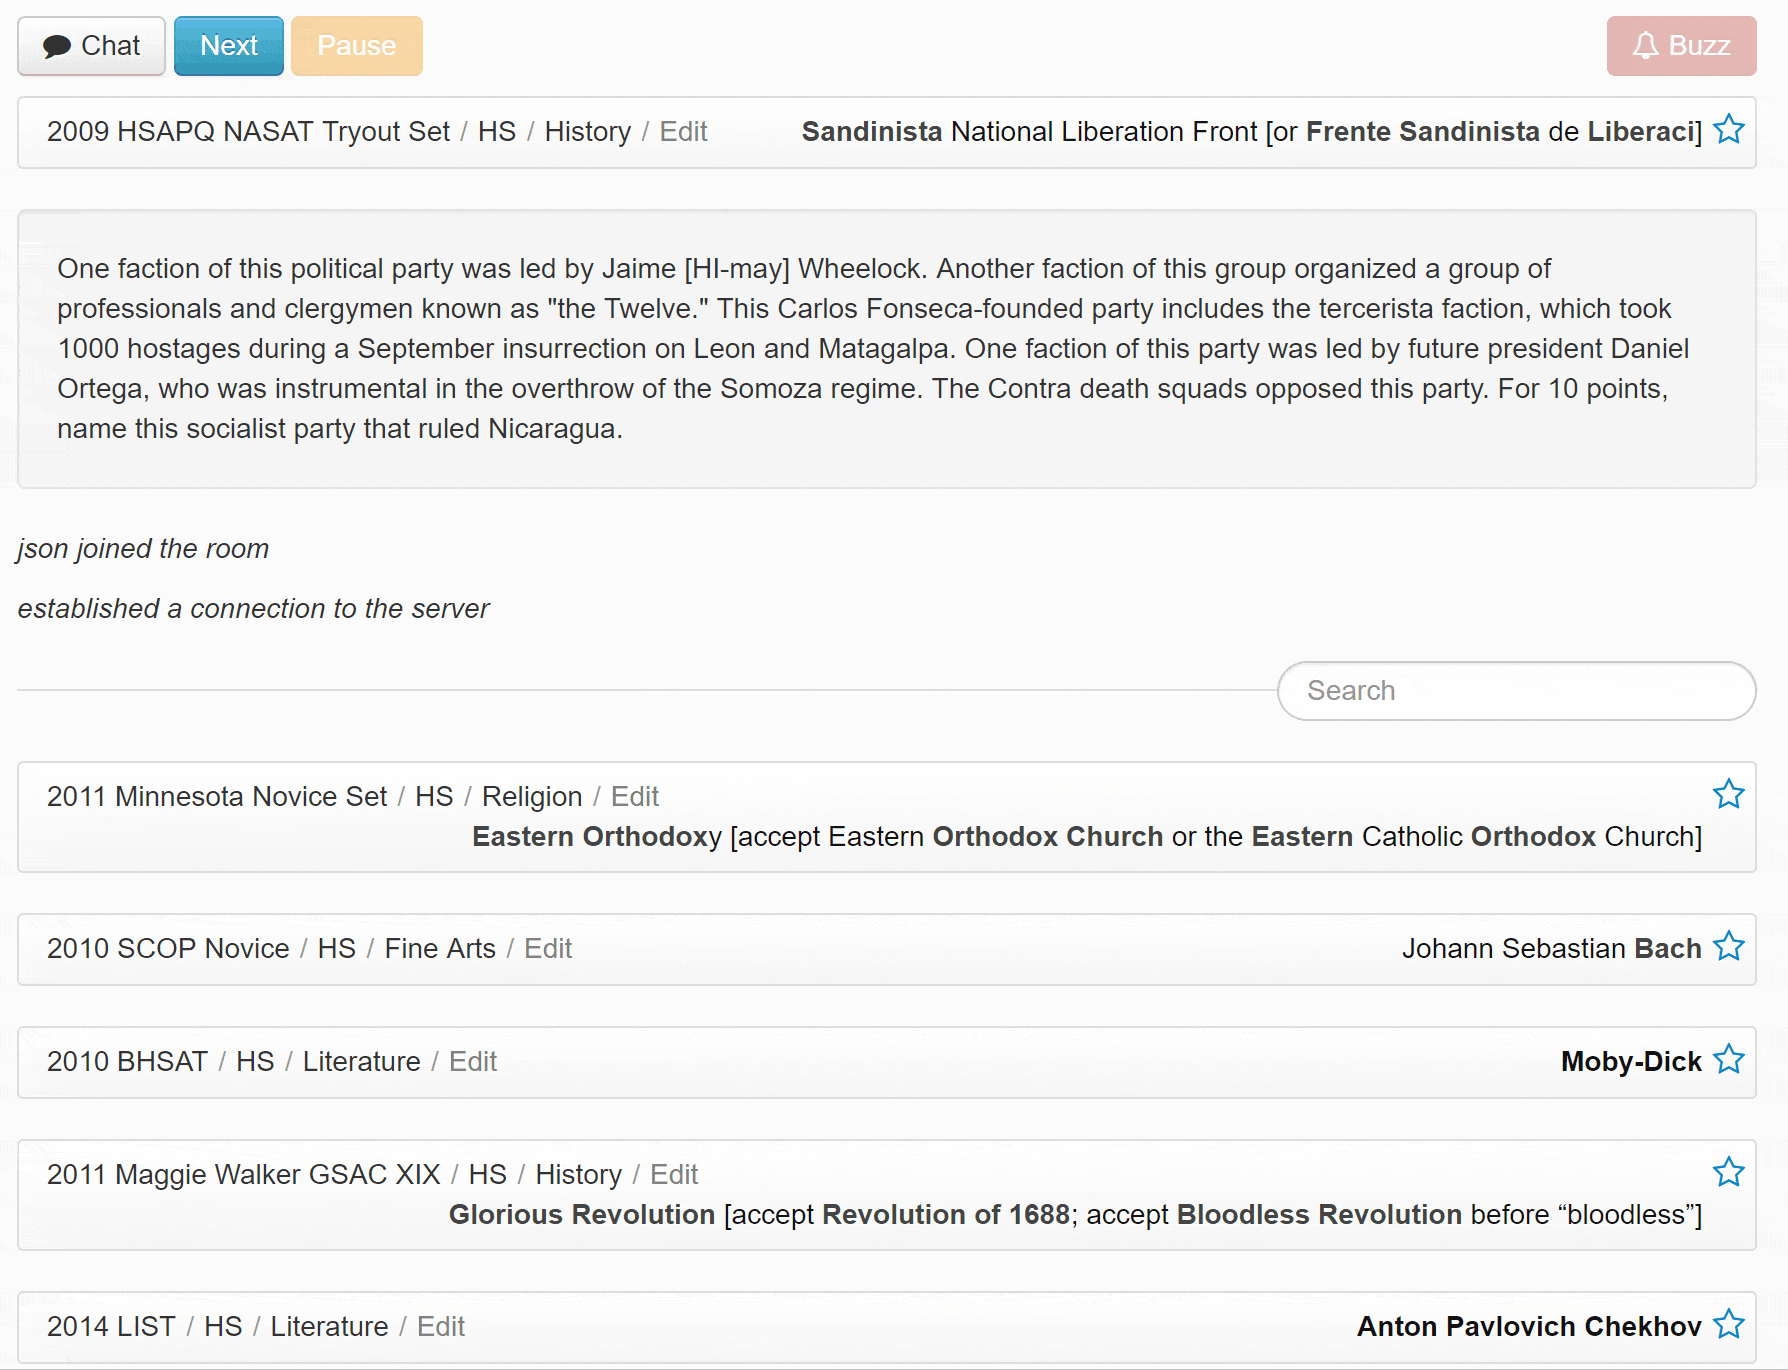 Chat Next Pause Buzz
2009 HSAPQ NASAT Tryout Set / HS / History / Edit Sandinista National Liberation Front [or Frente Sandinista de Liberaci]
One faction of this political party was led by Jaime [HI-may] Wheelock. Another faction of this group organized a group of
professionals and clergymen known as "the Twelve." This Carlos Fonseca-founded party includes the tercerista faction, which took
1000 hostages during a September insurrection on Leon and Matagalpa. One faction of this party was led by future president Daniel
Ortega, who was instrumental in the overthrow of the Somoza regime. The Contra death squads opposed this party. For 10 points,
name this socialist party that ruled Nicaragua.
json joined the room
established a connection to the server
Search
2011 Minnesota Novice Set / HS / Religion / Edit
Eastern Orthodoxy [accept Eastern Orthodox Church or the Eastern Catholic Orthodox Church]
2010 SCOP Novice / HS / Fine Arts / Edit Johann Sebastian Bach
2010 BHSAT / HS / Literature / Edit Moby-Dick
2011 Maggie Walker GSAC XIX / HS / History / Edit
Glorious Revolution [accept Revolution of 1688; accept Bloodless Revolution before “bloodless”]
2014 LIST / HS / Literature / Edit Anton Pavlovich Chekhov